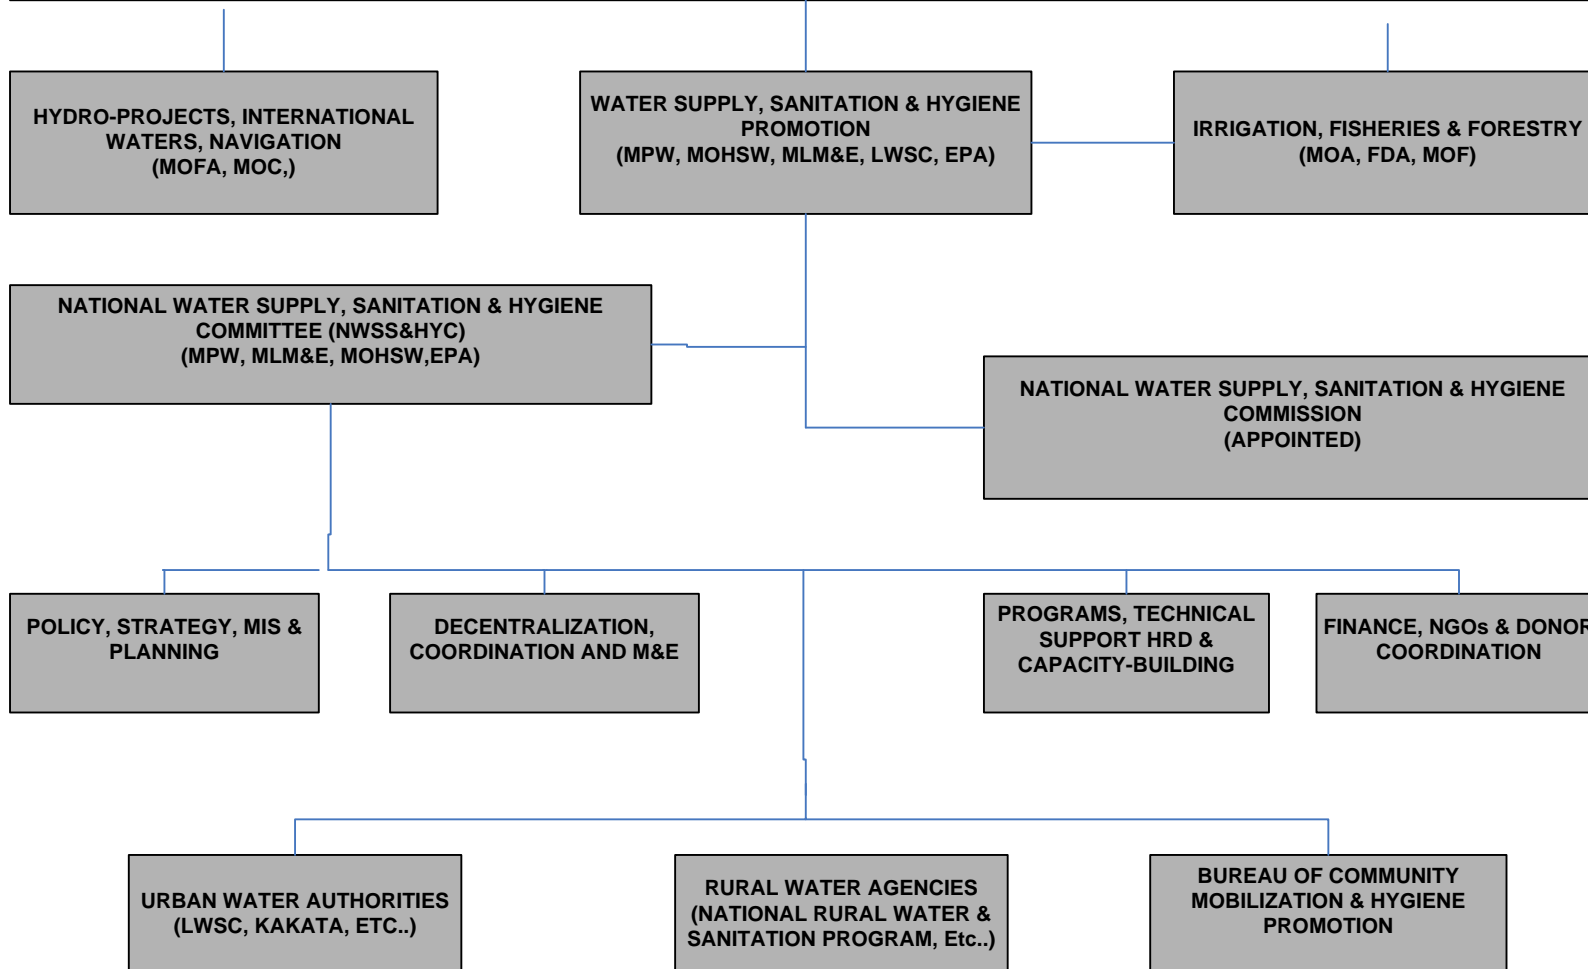 HYDRO-PROJECTS, INTERNATIONAL
WATERS, NAVIGATION
(MOFA, MOC,)
WATER SUPPLY, SANITATION & HYGIENE
PROMOTION
(MPW, MOHSW, MLM&E, LWSC, EPA)
IRRIGATION, FISHERIES & FORESTRY
(MOA, FDA, MOF)
NATIONAL WATER SUPPLY, SANITATION & HYGIENE
COMMITTEE (NWSS&HYC)
(MPW, MLM&E, MOHSW,EPA)
NATIONAL WATER SUPPLY, SANITATION & HYGIENE
COMMISSION
(APPOINTED)
POLICY, STRATEGY, MIS &
PLANNING
DECENTRALIZATION,
COORDINATION AND M&E
PROGRAMS, TECHNICAL
SUPPORT HRD &
CAPACITY-BUILDING
FINANCE, NGOs & DONOR
COORDINATION
URBAN WATER AUTHORITIES
(LWSC, KAKATA, ETC..)
RURAL WATER AGENCIES
(NATIONAL RURAL WATER &
SANITATION PROGRAM, Etc..)
BUREAU OF COMMUNITY
MOBILIZATION & HYGIENE
PROMOTION